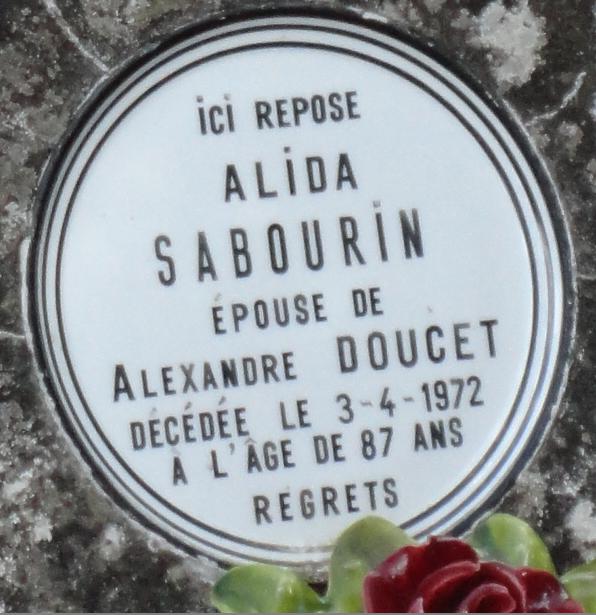 iCi REPOSE
ALiDA
SABOURiN
ÉPOUSE DE
ALEXANDRE DOUCET
DÉCÉDÉE LE 3-4-1972
À L'ÂGE DE 87 ANS
REGRETS